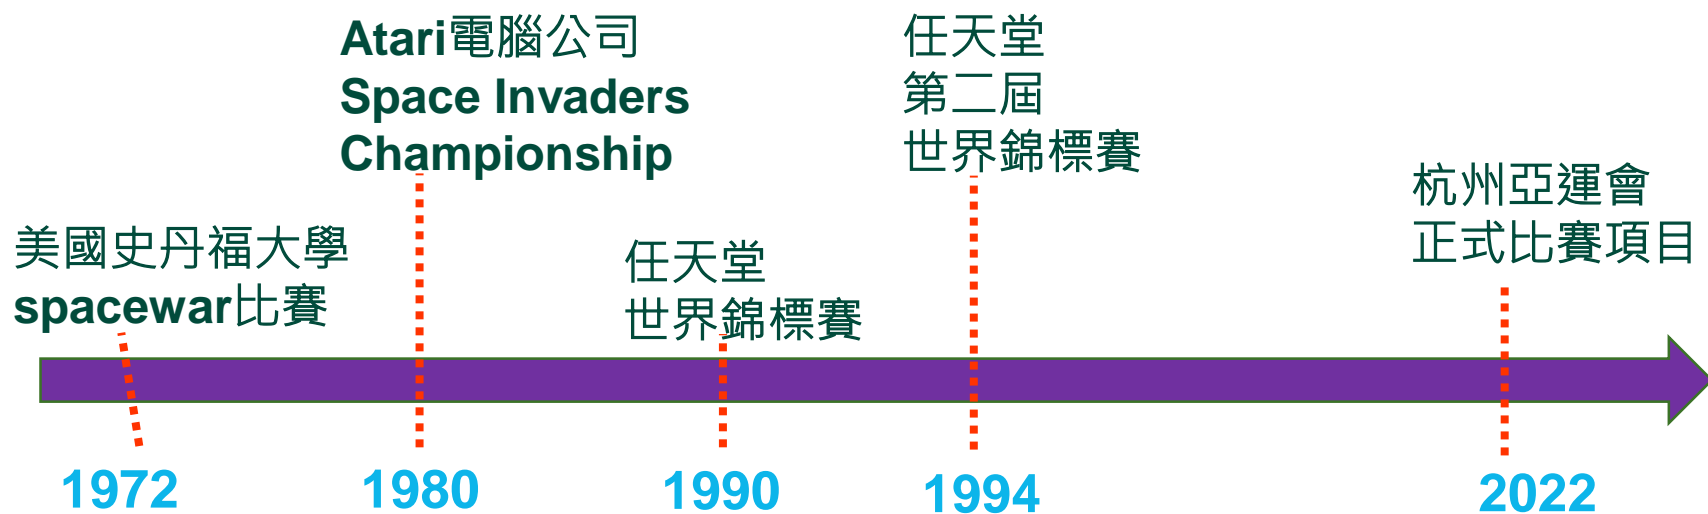 美國史丹福大學
spacewar比賽
Atari電腦公司
Space Invaders
Championship
任天堂
世界錦標賽
任天堂
第二屆
世界錦標賽
杭州亞運會
正式比賽項目
1972
1980
1990
1994
2022